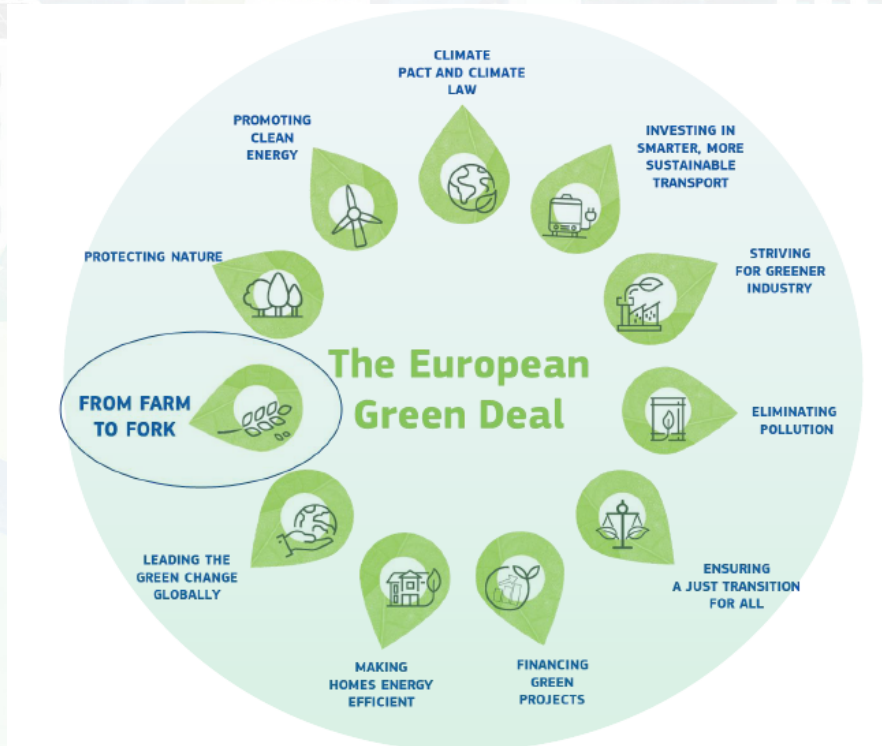 CLIMATE
PACT AND CLIMATE
LAW
PROMOTING
CLEAN
ENERGY
INVESTING IN
SMARTER, MORE
SUSTAINABLE
TRANSPORT
PROTECTING NATURE
STRIVING
FOR GREENER
INDUSTRY
The European
Green Deal
FROM FARM
TO FORK
ELIMINATING
POLLUTION
LEADING THE
GREEN CHANGE
GLOBALLY
ENSURING
A JUST TRANSITION
FOR ALL
MAKING
HOMES ENERGY
EFFICIENT
FINANCING
GREEN
PROJECTS